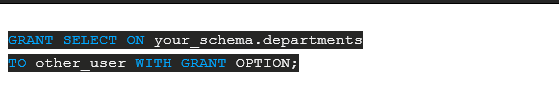 GRANT SELECT ON your_schema.departments
TO other_user WITH GRANT OPTION;